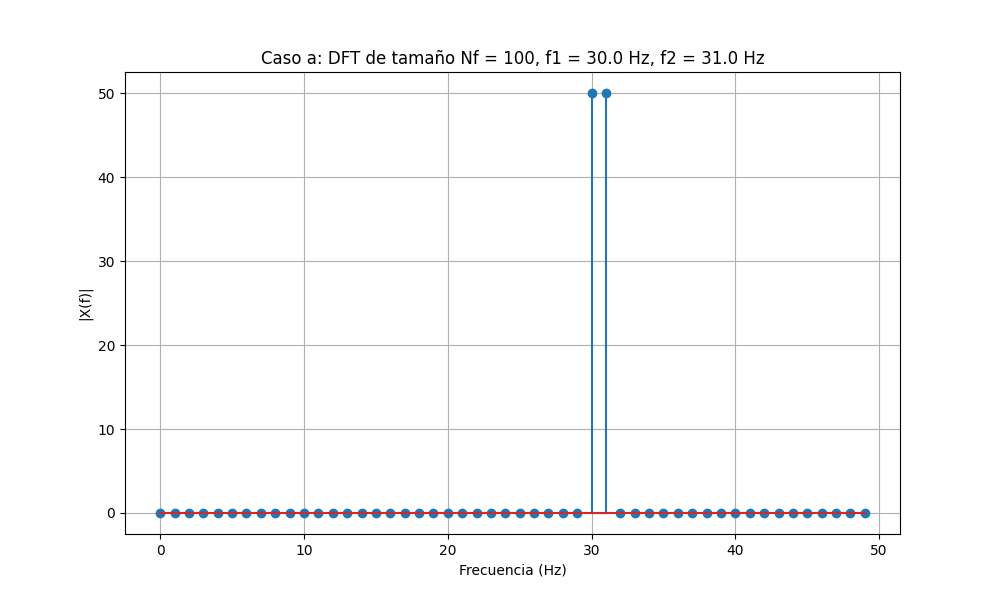 Caso a: DFT de tamaño Nf = 100, f1 = 30.0 Hz, f2 = 31.0 Hz
50
40
30
20
10
0
|X(f)|
0 10 20 30 40 50
Frecuencia (Hz)